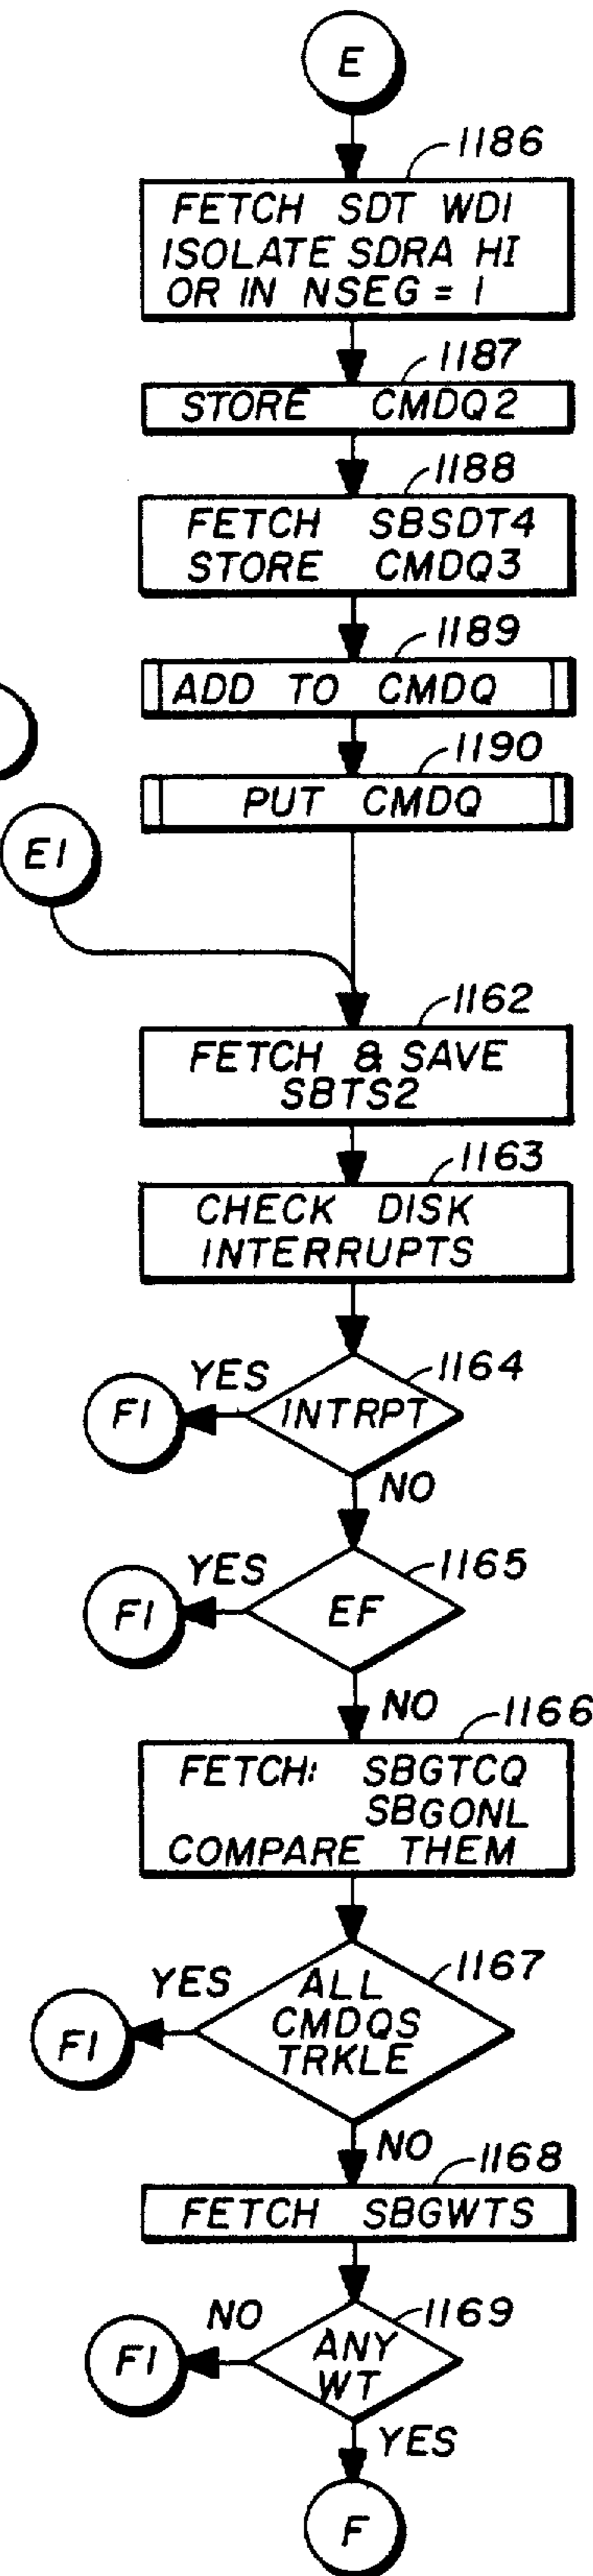 E
1186
FETCH SDT WD1
ISOLATE SDRA HI
OR IN NSEG = 1
1187
STORE CMDQ2
1188
FETCH SBSDT4
STORE CMDQ3
1189
ADD TO CMDQ
1190
PUT CMDQ
E1
1162
FETCH & SAVE
SBTS2
1163
CHECK DISK
INTERRUPTS
1164
YES
F1
INTRPT
NO
1165
YES
F1
EF
NO
1166
FETCH: SBGTCQ
SBGONL
COMPARE THEM
1167
YES
F1
ALL
CMDQS
TRKLE
NO
1168
FETCH SBGWTS
1169
NO
F1
ANY
WT
YES
F